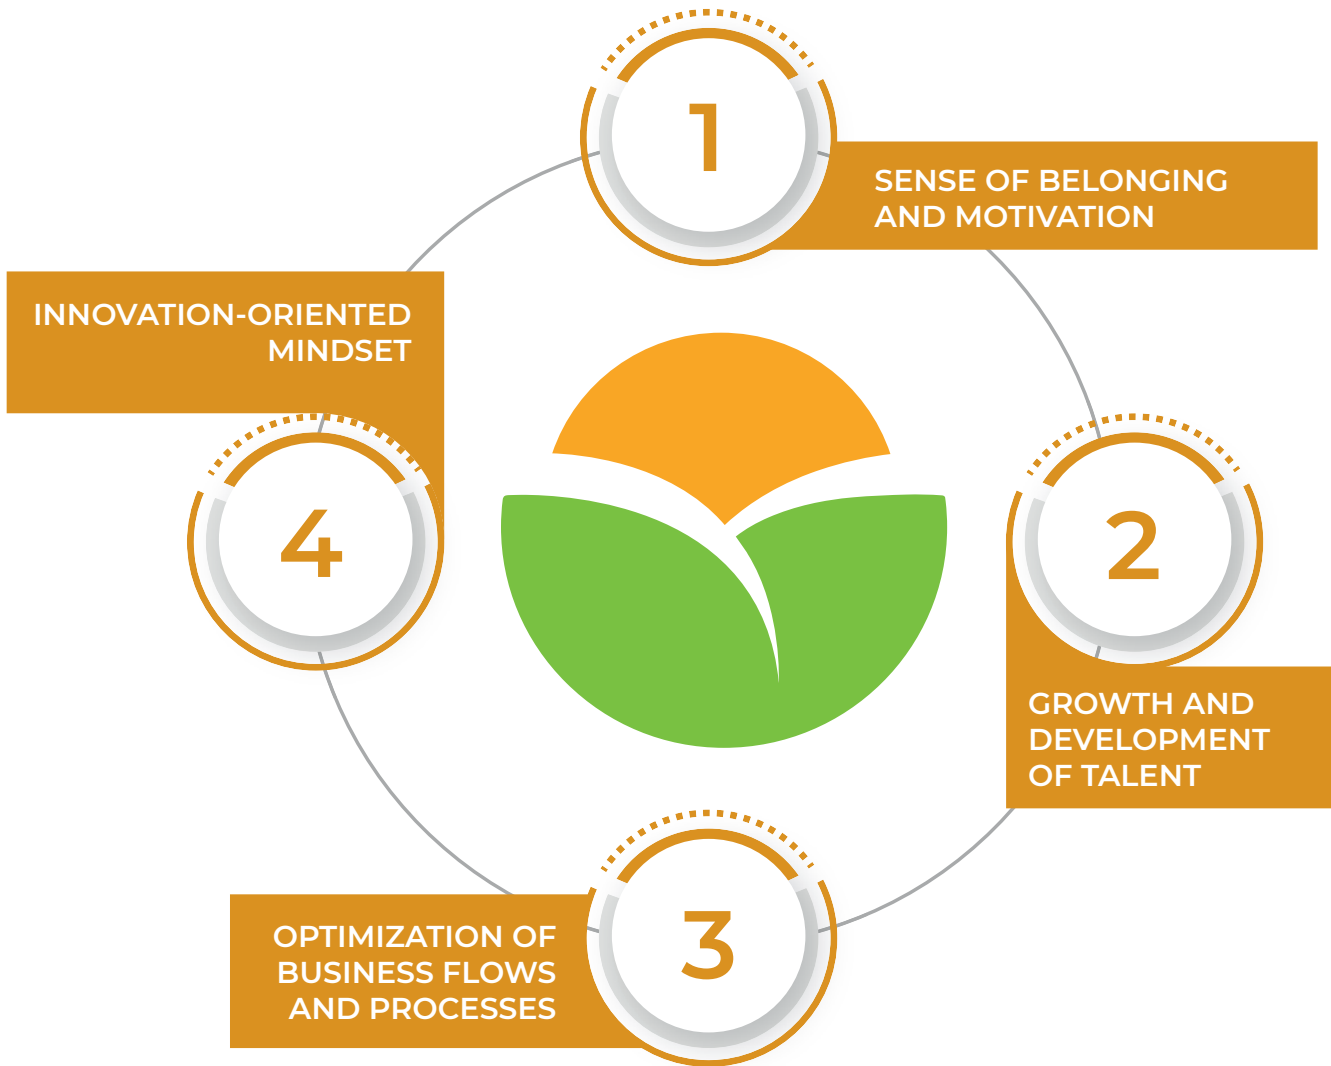 1
SENSE OF BELONGING
AND MOTIVATION
2
GROWTH AND
DEVELOPMENT
OF TALENT
3
OPTIMIZATION OF
BUSINESS FLOWS
AND PROCESSES
4
INNOVATION-ORIENTED
MINDSET